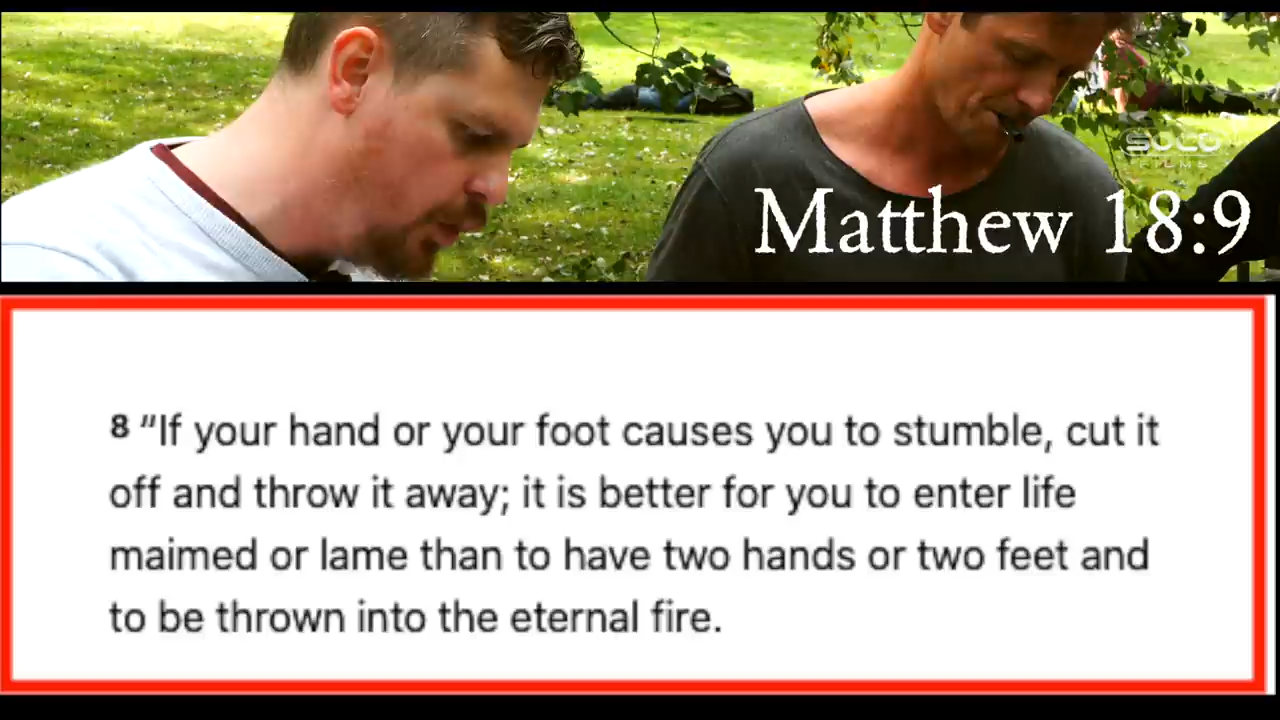 SOCO
FILMS
Matthew 18:9
8 “If your hand or your foot causes you to stumble, cut it
off and throw it away; it is better for you to enter life
maimed or lame than to have two hands or two feet and
to be thrown into the eternal fire.